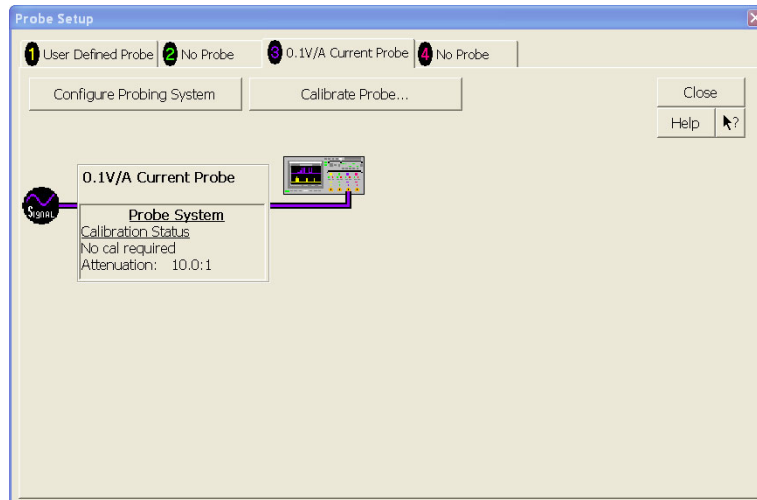 Probe Setup
1 User Defined Probe 2 No Probe 3 0.1V/A Current Probe 4 No Probe
Configure Probing System Calibrate Probe... Close
Help ?
0.1V/A Current Probe
SIGNAL
Probe System
Calibration Status
No cal required
Attenuation: 10.0:1